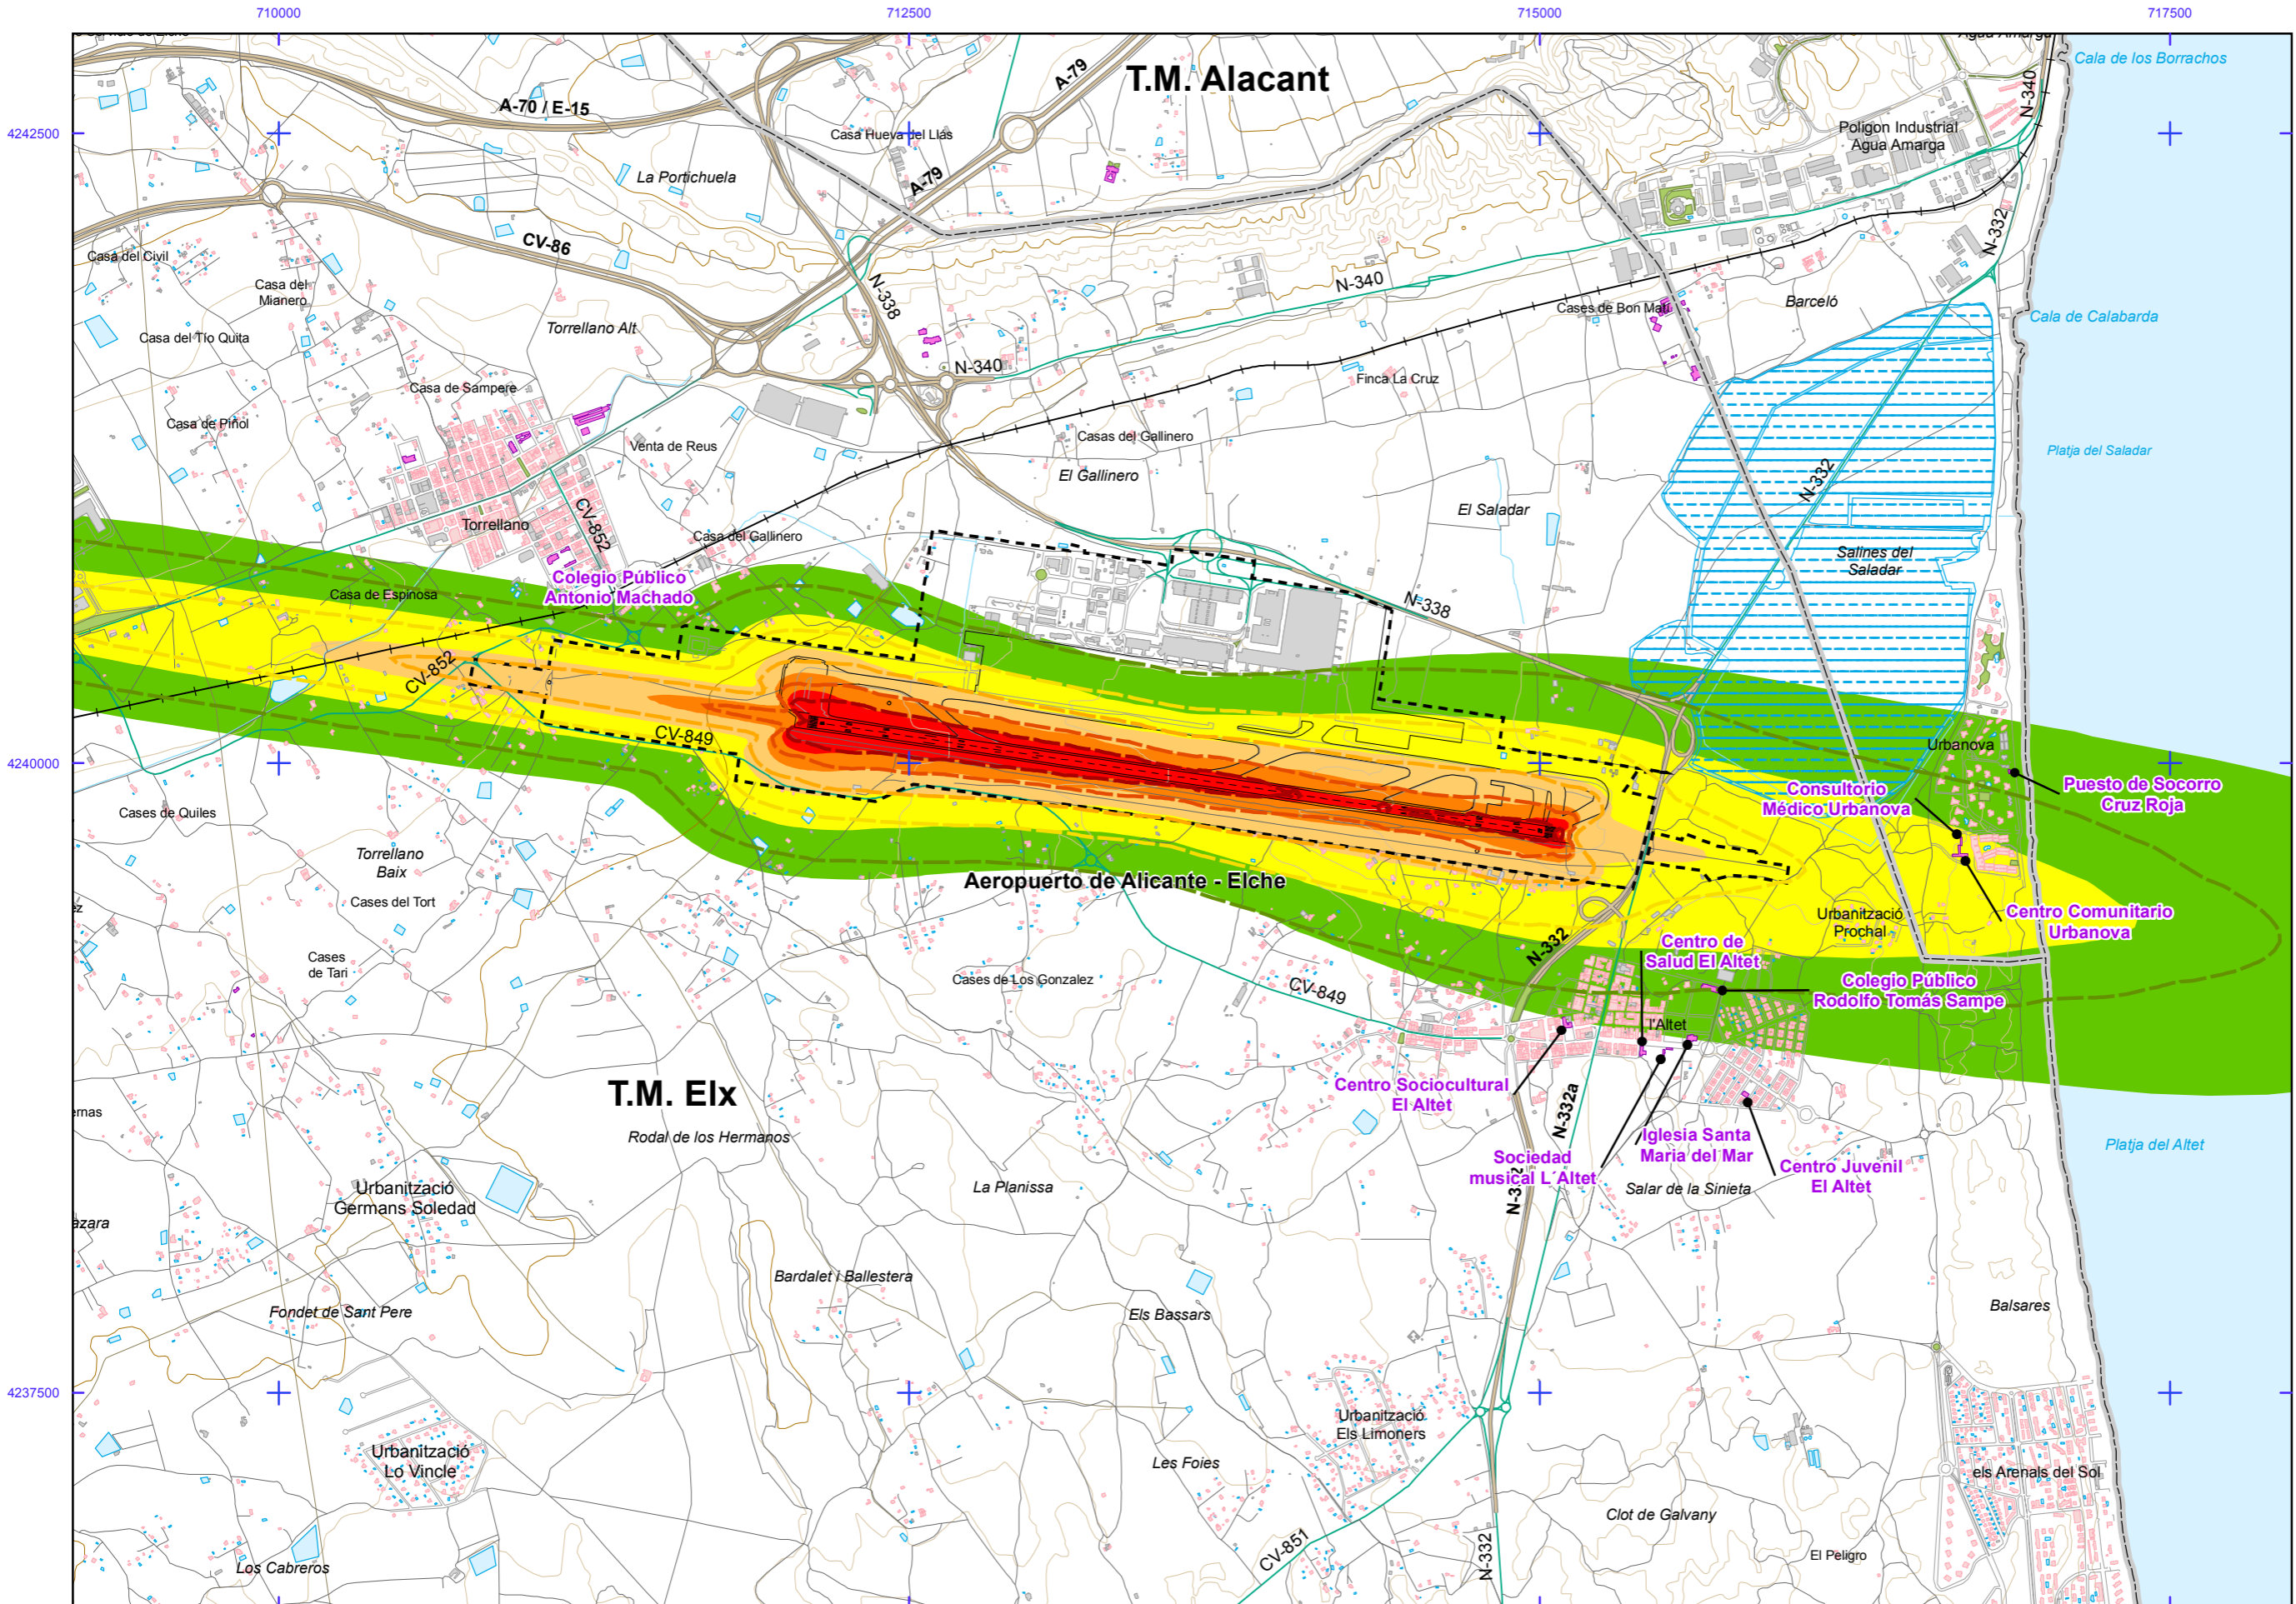 710000
712500
715000
717500
Agua Amarga
Cala de los Borrachos
T.M. Alacant
A-79
N-340
A-70 / E-15
4242500
Casa Hueva del Llás
Poligon Industrial
Agua Amarga
La Portichuela
A-79
CV-86
N-332
Casa del Civil
Casa del
Mianero
N-338
N-340
Cases de Bon Matí
Barceló
Cala de Calabarda
Torrellano Alt
Casa del Tío Quita
N-340
Finca La Cruz
Casa de Sampere
Casa de Piñol
Venta de Reus
Casas del Gallinero
Platja del Saladar
El Gallinero
N-332
El Saladar
Torrellano
CV-852
Casa del Gallinero
Salines del
Saladar
Colegio Público
Antonio Machado
Casa de Espinosa
N-338
CV-852
CV-849
Urbanova
4240000
Puesto de Socorro
Cruz Roja
Consultorio
Médico Urbanova
Cases de Quiles
Torrellano
Baix
Aeropuerto de Alicante - Elche
Cases del Tort
Urbanització
Prochal
Centro Comunitario
Urbanova
N-332
Centro de
Salud El Altet
Cases
de Tari
Cases de Los Gonzalez
CV-849
Colegio Público
Rodolfo Tomás Sampe
l'Altet
T.M. Elx
Centro Sociocultural
El Altet
N-332a
ernas
Rodal de los Hermanos
Iglesia Santa
Maria del Mar
Platja del Altet
Sociedad
musical L´Altet
Centro Juvenil
El Altet
N-332
Urbanització
Germans Soledad
La Planissa
Salar de la Sinieta
azara
Bardalet i Ballestera
Fondet de Sant Pere
Els Bassars
Balsares
4237500
Urbanització
Els Limoners
Urbanització
Lo Vincle
Les Foies
els Arenals del Sol
Clot de Galvany
CV-851
N-332
El Peligro
Los Cabreros